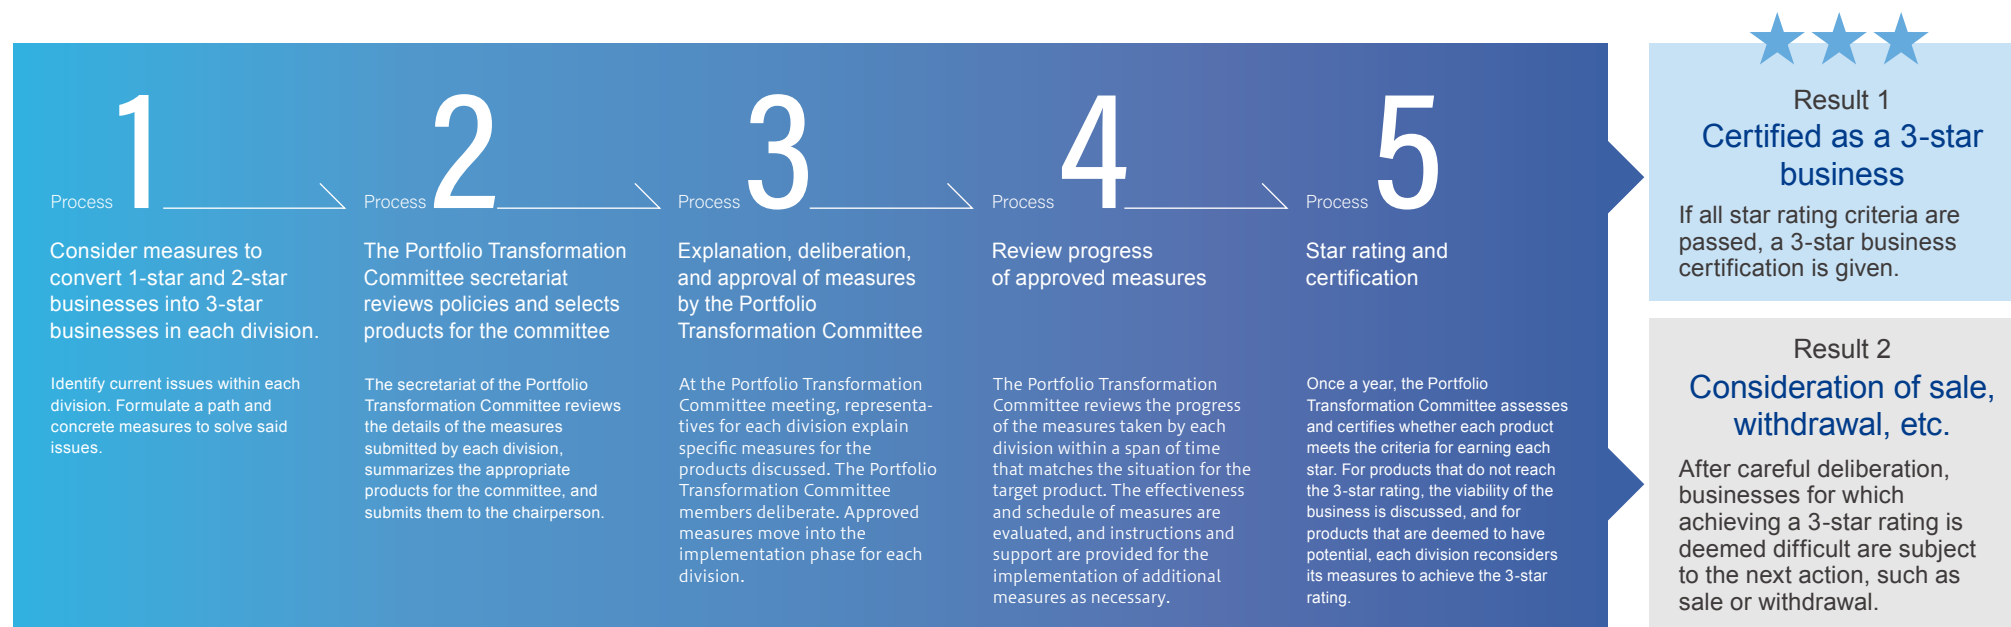 Process 1
Consider measures to
convert 1-star and 2-star
businesses into 3-star
businesses in each division.
Identify current issues within each
division. Formulate a path and
concrete measures to solve said
issues.
Process 2
The Portfolio Transformation
Committee secretariat
reviews policies and selects
products for the committee
The secretariat of the Portfolio
Transformation Committee reviews
the details of the measures
submitted by each division,
summarizes the appropriate
products for the committee, and
submits them to the chairperson.
Process 3
Explanation, deliberation,
and approval of measures
by the Portfolio
Transformation Committee
At the Portfolio Transformation
Committee meeting, representa-
tives for each division explain
specific measures for the
products discussed. The Portfolio
Transformation Committee
members deliberate. Approved
measures move into the
implementation phase for each
division.
Process 4
Review progress
of approved measures
The Portfolio Transformation
Committee reviews the progress
of the measures taken by each
division within a span of time
that matches the situation for the
target product. The effectiveness
and schedule of measures are
evaluated, and instructions and
support are provided for the
implementation of additional
measures as necessary.
Process 5
Star rating and
certification
Once a year, the Portfolio
Transformation Committee assesses
and certifies whether each product
meets the criteria for earning each
star. For products that do not reach
the 3-star rating, the viability of the
business is discussed, and for
products that are deemed to have
potential, each division reconsiders
its measures to achieve the 3-star
rating.
Result 1
Certified as a 3-star
business
If all star rating criteria are
passed, a 3-star business
certification is given.
Result 2
Consideration of sale,
withdrawal, etc.
After careful deliberation,
businesses for which
achieving a 3-star rating is
deemed difficult are subject
to the next action, such as
sale or withdrawal.